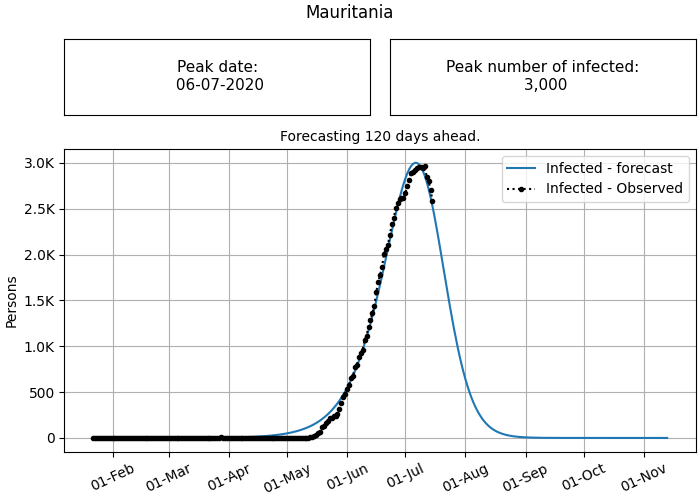 Mauritania
Peak date:
06-07-2020
Peak number of infected:
3,000
Forecasting 120 days ahead.
Infected - forecast
Infected - Observed
3.0K
2.5K
2.0K
1.5K
1.0K
500
0
Persons
01-Feb
01-Mar
01-Apr
01-May
01-Jun
01-Jul
01-Aug
01-Sep
01-Oct
01-Nov